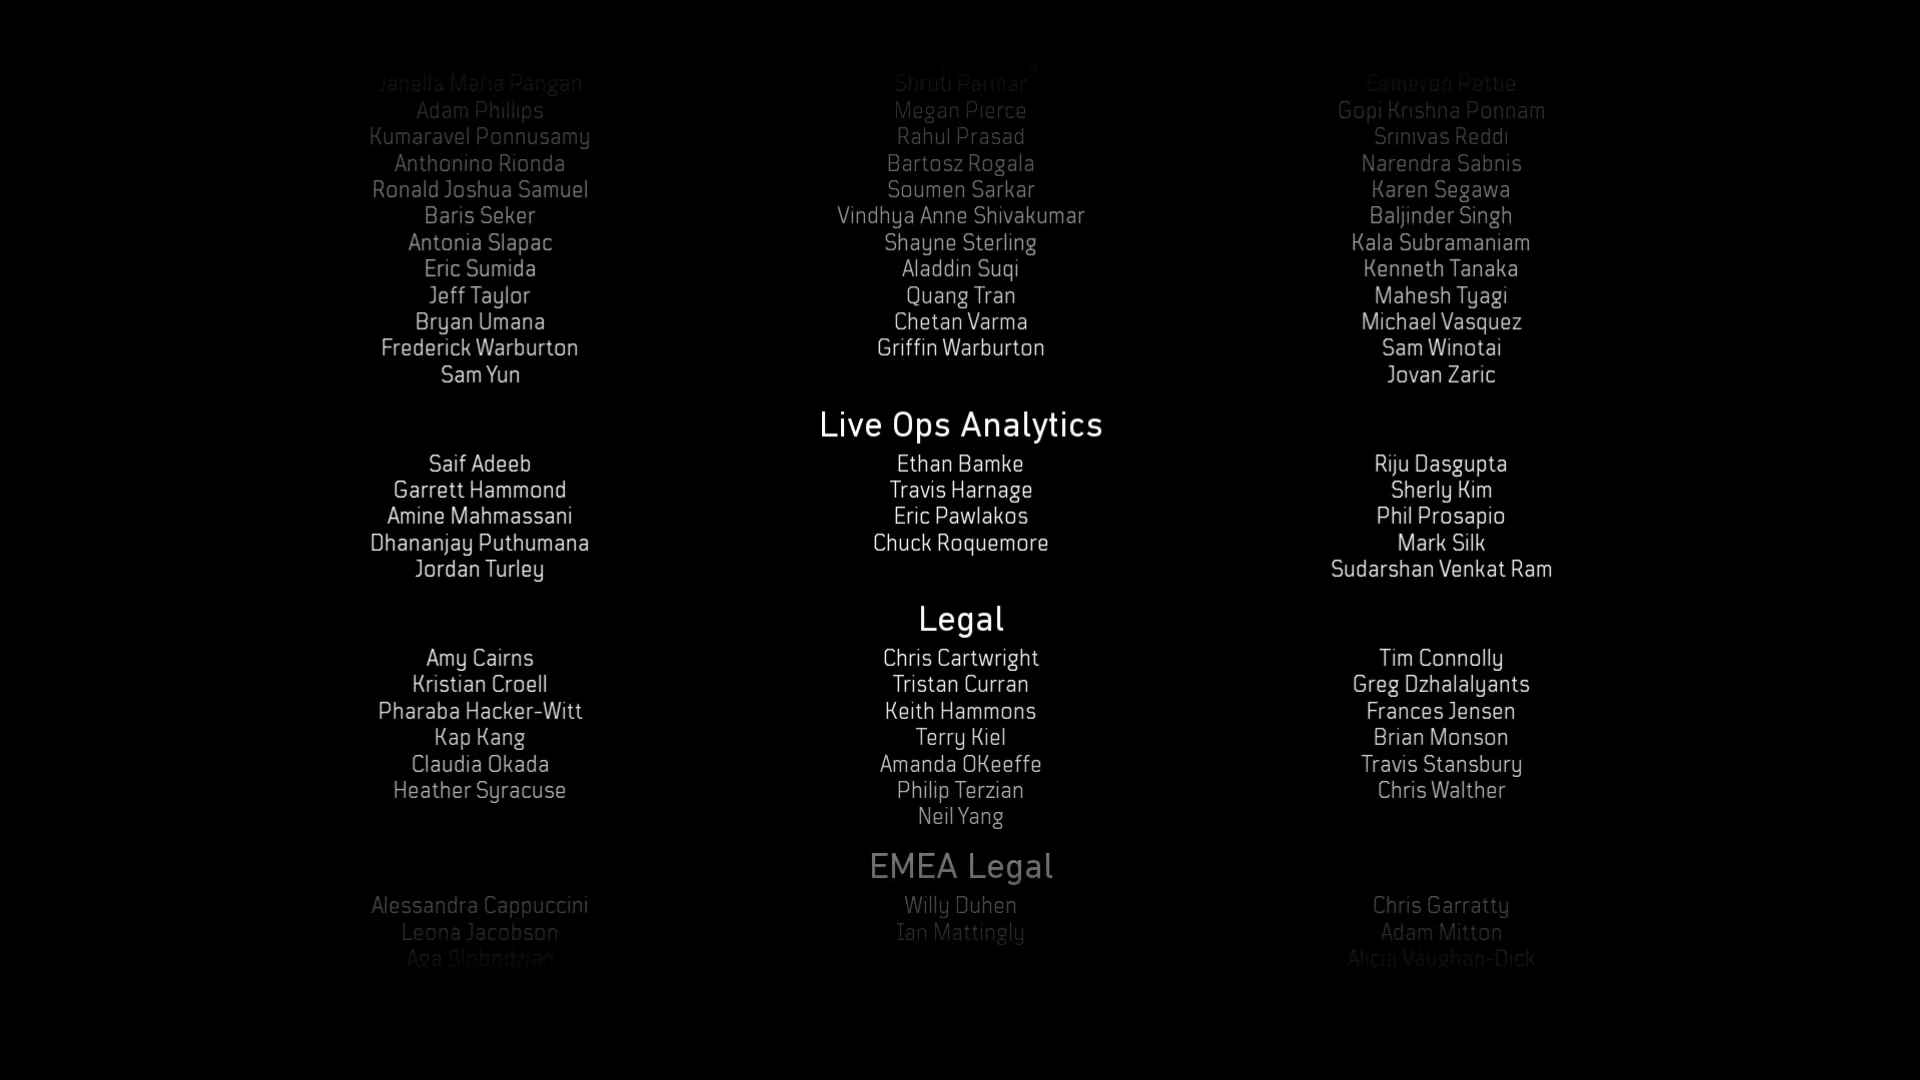 Janella Maria Pangan Shruti Parmar Cameron Pettie
Adam Phillips Megan Pierce Gopi Krishna Ponnam
Kumaravel Ponnusamy Rahul Prasad Srinivas Reddi
Anthonino Rionda Bartosz Rogala Narendra Sabnis
Ronald Joshua Samuel Soumen Sarkar Karen Segawa
Baris Seker Vindhya Anne Shivakumar Baljinder Singh
Antonia Slapac Shayne Sterling Kala Subramaniam
Eric Sumida Aladdin Suqi Kenneth Tanaka
Jeff Taylor Quang Tran Mahesh Tyagi
Bryan Umana Chetan Varma Michael Vasquez
Frederick Warburton Griffin Warburton Sam Winotai
Sam Yun Jovan Zaric
Live Ops Analytics
Saif Adeeb Ethan Bamke Riju Dasgupta
Garrett Hammond Travis Harnage Sherly Kim
Amine Mahmassani Eric Pawlakos Phil Prosapio
Dhananjay Puthumana Chuck Roquemore Mark Silk
Jordan Turley Sudarshan Venkat Ram
Legal
Amy Cairns Chris Cartwright Tim Connolly
Kristian Croell Tristan Curran Greg Dzhalalyants
Pharaba Hacker-Witt Keith Hammons Frances Jensen
Kap Kang Terry Kiel Brian Monson
Claudia Okada Amanda OKeeffe Travis Stansbury
Heather Syracuse Philip Terzian Chris Walther
Neil Yang
EMEA Legal
Alessandra Cappuccini Willy Duhen Chris Garratty
Leona Jacobson Ian Mattingly Adam Mitton
Aga Alicia Vaughan-Dick